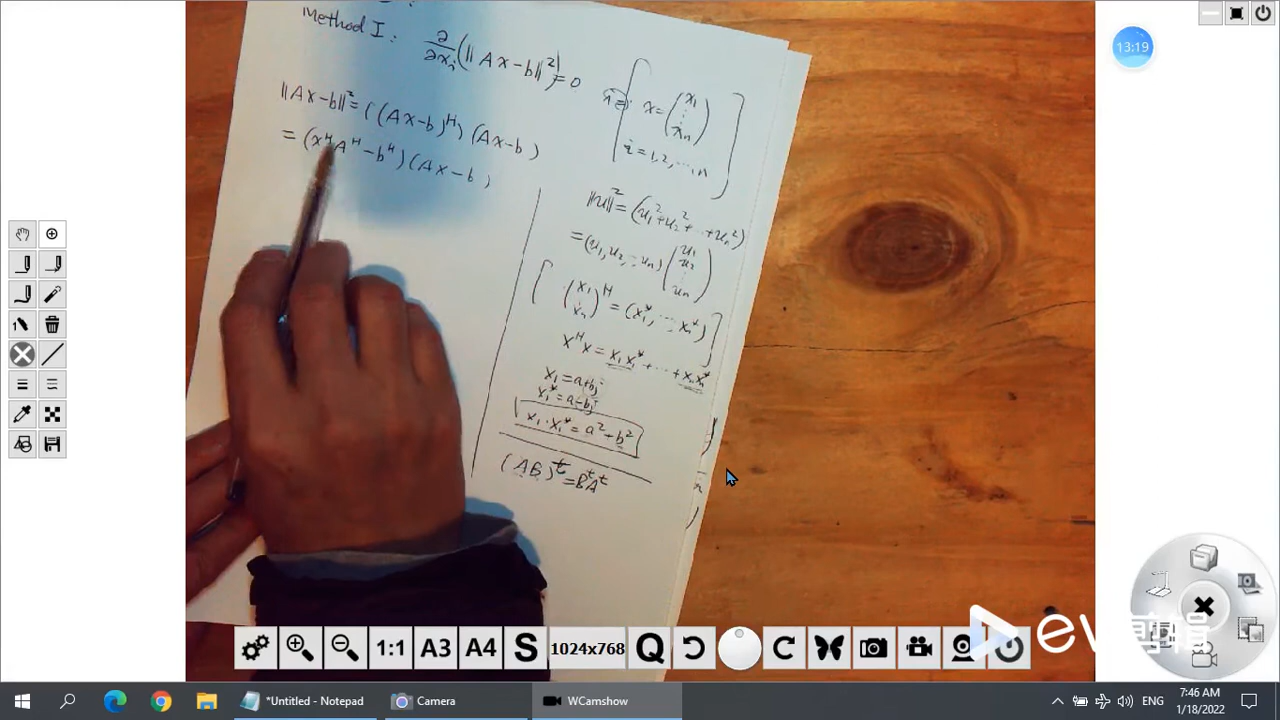 Method I: ∂/∂xᵢ (‖Ax-b‖²) = 0
‖Ax-b‖² = ((Ax-b)ᴴ)(Ax-b)
= (xᴴAᴴ-bᴴ)(Ax-b)
x = (x₁ ⋮ xₙ)
i = 1, 2, ..., n
‖u‖² = (u₁²+u₂²+...+uₙ²)
= (u₁, u₂, ... uₙ) (u₁ u₂ ⋮ uₙ)
(x₁ ⋮ xₙ)ᴴ = (x₁*, ... xₙ*)
xᴴx = x₁x₁* + ... + xₙxₙ*
x₁ = a+bj
x₁* = a-bj
x₁·x₁* = a²+b²
(AB)ᵗ = BᵗAᵗ
13:19
1:1
A3
A4
S
1024x768
Q
*Untitled - Notepad
Camera
WCamshow
ENG
7:46 AM
1/18/2022